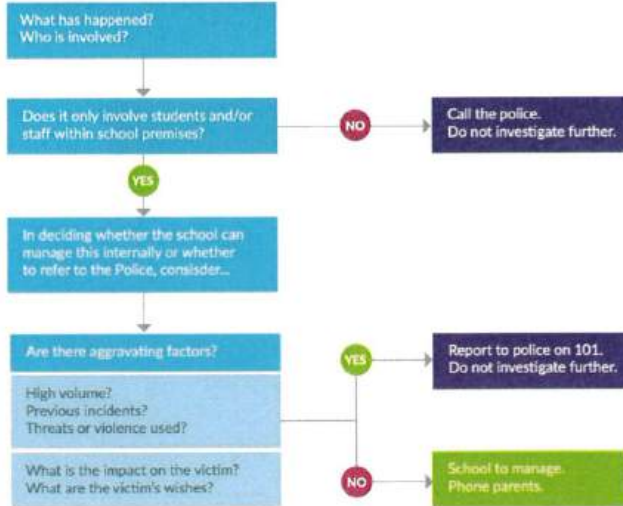 What has happened?
Who is involved?
Does it only involve students and/or
staff within school premises?
NO
Call the police.
Do not investigate further.
YES
In deciding whether the school can
manage this internally or whether
to refer to the Police, consisder...
Are there aggravating factors?
High volume?
Previous incidents?
Threats or violence used?
What is the impact on the victim?
What are the victim's wishes?
YES
Report to police on 101.
Do not investigate further.
NO
School to manage.
Phone parents.